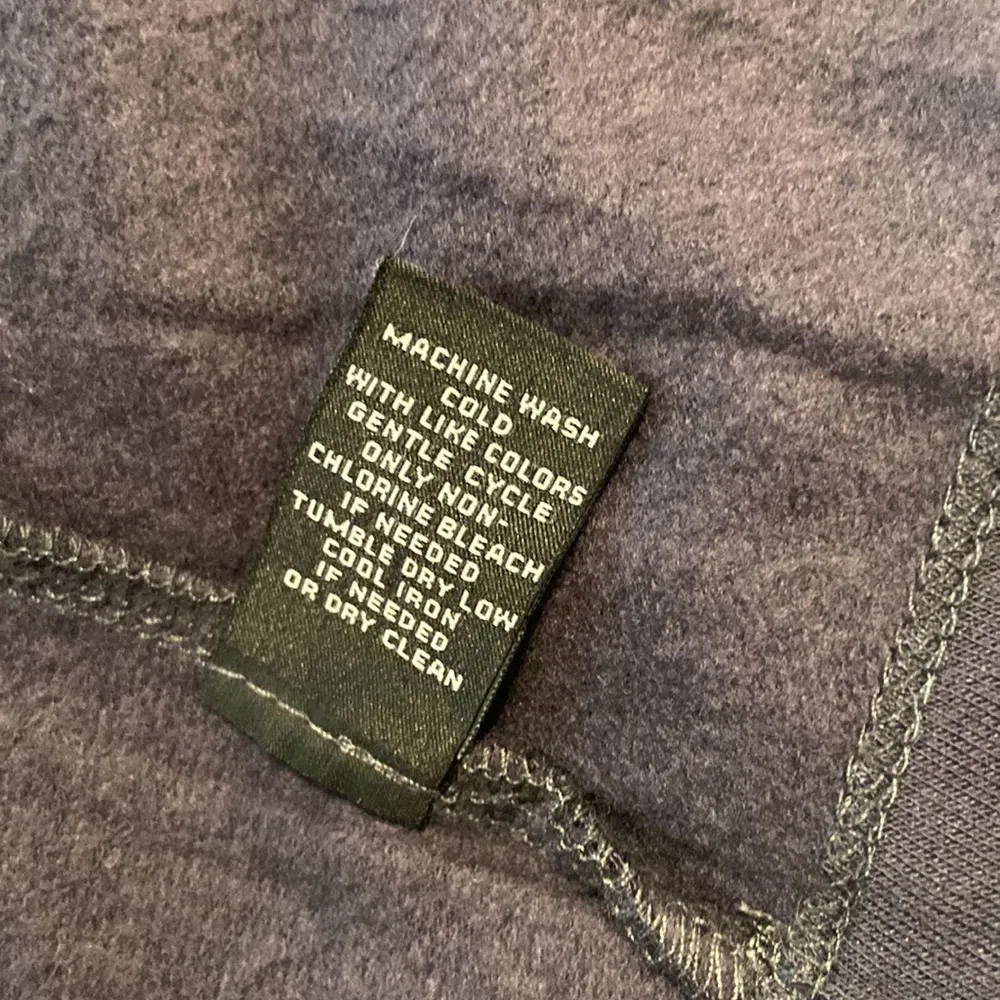 MACHINE WASH
COLD
WITH LIKE COLORS
GENTLE CYCLE
ONLY NON-
CHLORINE BLEACH
IF NEEDED
TUMBLE DRY LOW
COOL IRON
IF NEEDED
OR DRY CLEAN